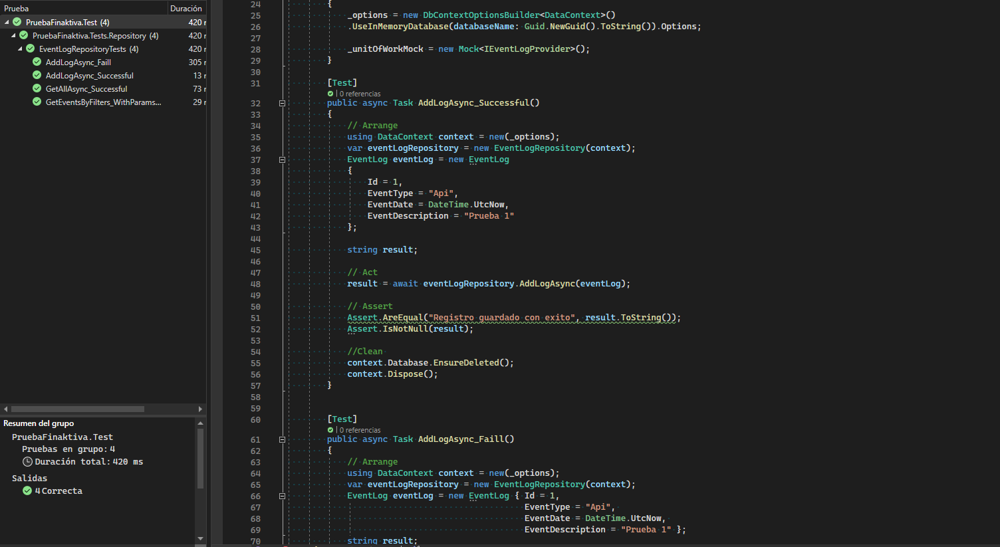 Prueba Duración
PruebaFinaktiva.Test (4) 420 r
PruebaFinaktiva.Tests.Repository (4) 420 r
EventLogRepositoryTests (4) 420 r
AddLogAsync_Faill 305 r
AddLogAsync_Successful 13 r
GetAllAsync_Successful 73 r
GetEventsByFilters_WithParams... 29 r
Resumen del grupo
PruebaFinaktiva.Test
Pruebas en grupo: 4
Duración total: 420 ms
Salidas
4 Correcta
24 {
25 _options = new DbContextOptionsBuilder<DataContext>()
26 .UseInMemoryDatabase(databaseName: Guid.NewGuid().ToString()).Options;
27
28 _unitOfWorkMock = new Mock<IEventLogProvider>();
29 }
30
31 [Test]
0 referencias
32 public async Task AddLogAsync_Successful()
33 {
34 // Arrange
35 using DataContext context = new(_options);
36 var eventLogRepository = new EventLogRepository(context);
37 EventLog eventLog = new EventLog
38 {
39 Id = 1,
40 EventType = "Api",
41 EventDate = DateTime.UtcNow,
42 EventDescription = "Prueba 1"
43 };
44
45 string result;
46
47 // Act
48 result = await eventLogRepository.AddLogAsync(eventLog);
49
50 // Assert
51 Assert.AreEqual("Registro guardado con exito", result.ToString());
52 Assert.IsNotNull(result);
53
54 //Clean
55 context.Database.EnsureDeleted();
56 context.Dispose();
57 }
58
59
60 [Test]
0 referencias
61 public async Task AddLogAsync_Faill()
62 {
63 // Arrange
64 using DataContext context = new(_options);
65 var eventLogRepository = new EventLogRepository(context);
66 EventLog eventLog = new EventLog { Id = 1,
67 EventType = "Api",
68 EventDate = DateTime.UtcNow,
69 EventDescription = "Prueba 1" };
70 string result;